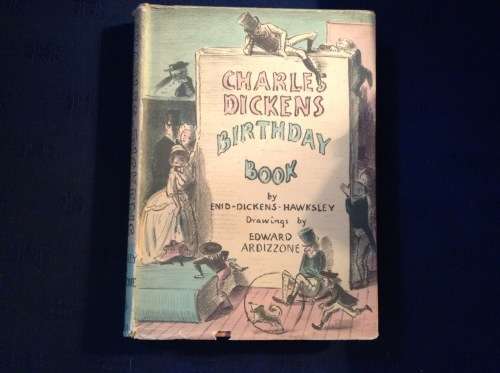 CHARLES
DICKENS
BIRTHDAY
BOOK
by
ENID-DICKENS-HAWKSLEY
Drawings by
EDWARD
ARDIZZONE